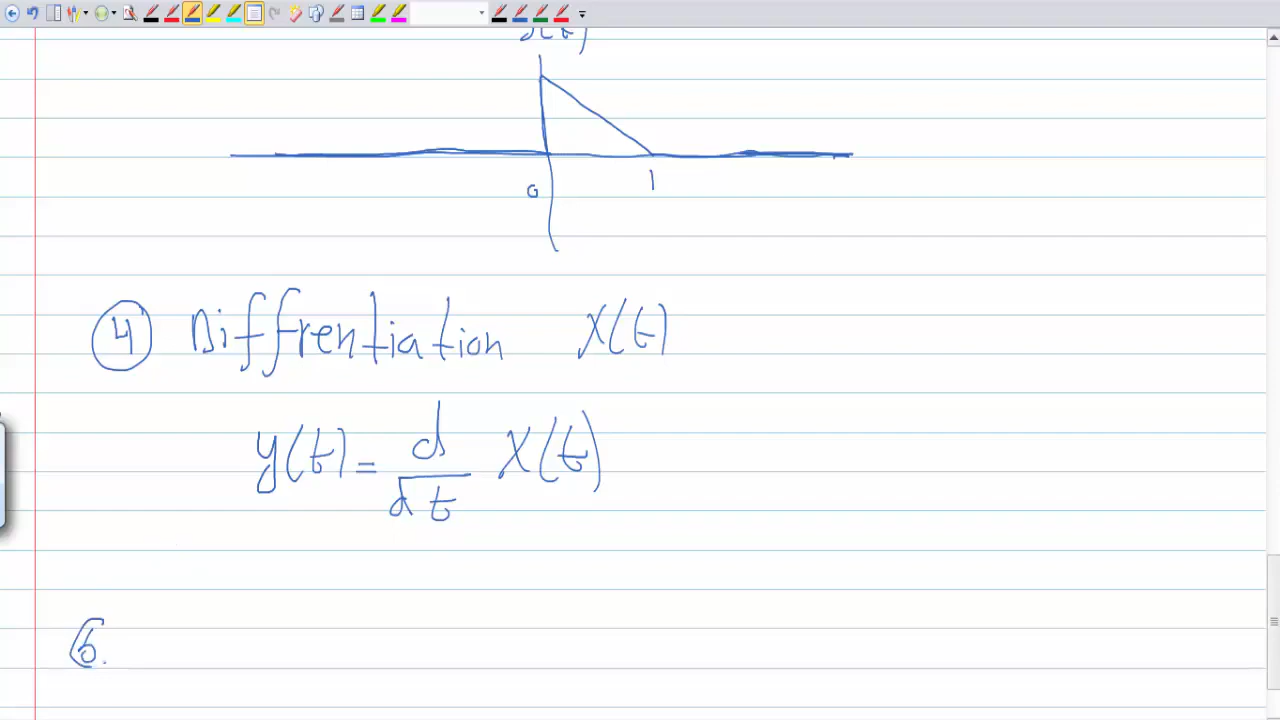 0 1
4 Diffrentiation X(t)
y(t) = d/dt X(t)
6.